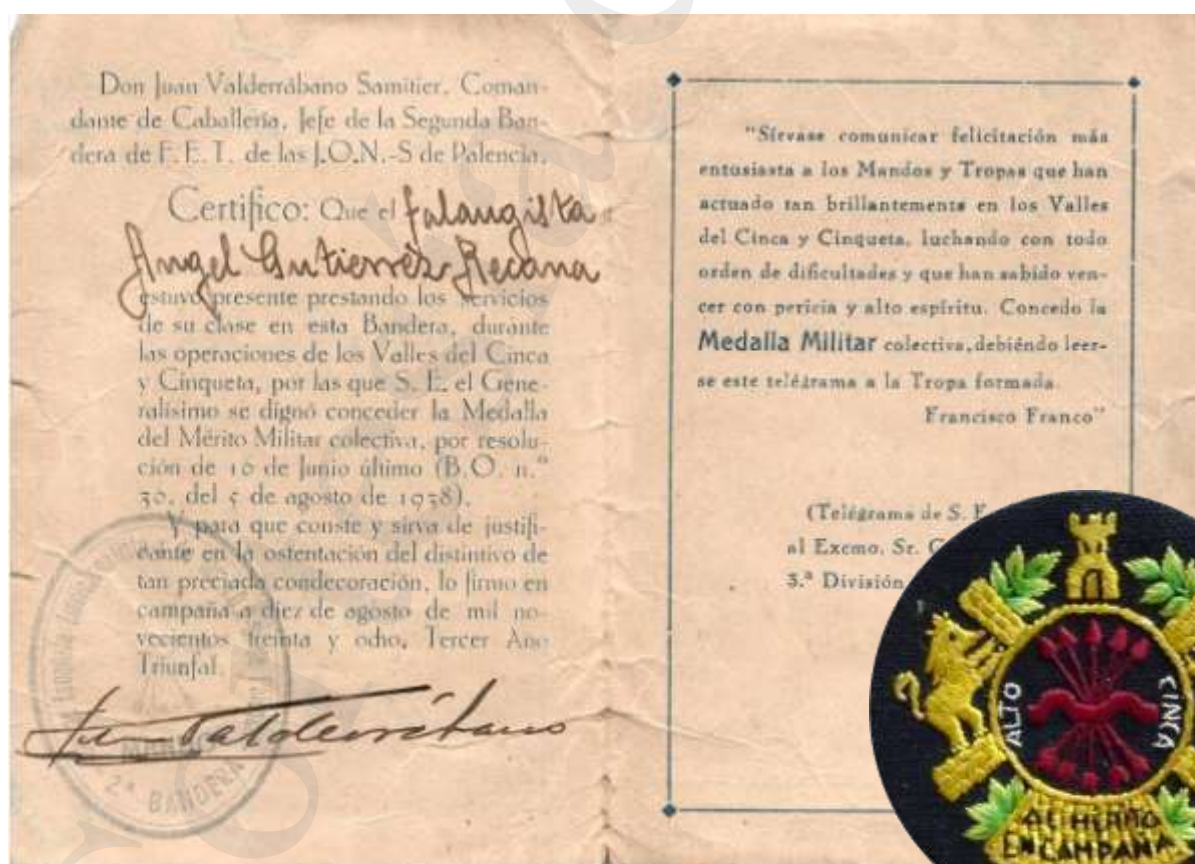 Don Juan Valderrábano Samitier, Coman-
dante de Caballería, Jefe de la Segunda Ban-
dera de F. E. T. de las J.O.N.-S de Palencia.
Certifico: Que el falangista
Angel Gutierrèz Recana
estuvo presente prestando los servicios
de su clase en esta Bandera, durante
las operaciones de los Valles del Cinca
y Cinqueta, por las que S. E. el Gene-
ralísimo se dignó conceder la Medalla
del Mérito Militar colectiva, por resolu-
ción de 16 de Junio último (B.O. n.º
30, del 5 de agosto de 1938).
Y para que conste y sirva de justifi-
cante en la ostentación del distintivo de
tan preciada condecoración, lo firmo en
campaña a diez de agosto de mil no-
vecientos treinta y ocho, Tercer Año
Triunfal.
Juan Valderrábano
2ª BANDERA
"Sírvase comunicar felicitación más
entusiasta a los Mandos y Tropas que han
actuado tan brillantemente en los Valles
del Cinca y Cinqueta, luchando con todo
orden de dificultades y que han sabido ven-
cer con pericia y alto espíritu. Concedo la
Medalla Militar colectiva, debiéndo leer-
se este telégrama a la Tropa formada.
Francisco Franco"
(Telégrama de S. E.
al Excmo. Sr.
3.ª División
ALTO
CINCA
AL MERITO
EN CAMPAÑA